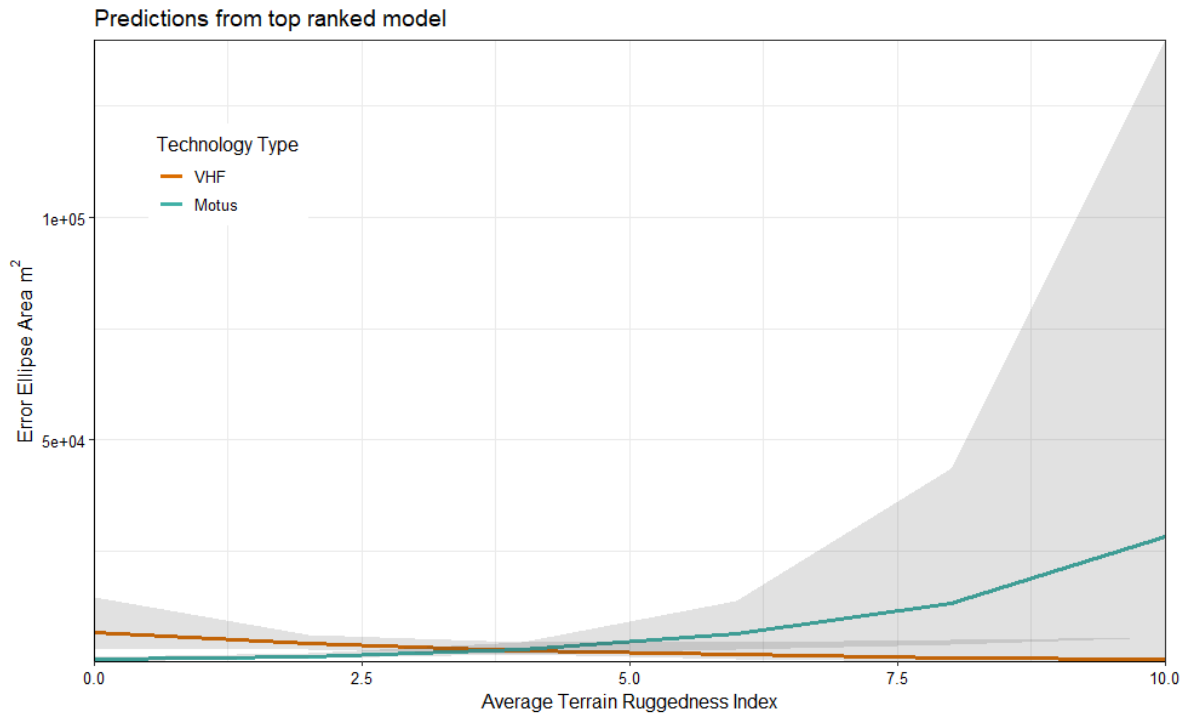 Predictions from top ranked model
Technology Type
VHF
Motus
1e+05
5e+04
Error Ellipse Area m²
0.0 2.5 5.0 7.5 10.0
Average Terrain Ruggedness Index